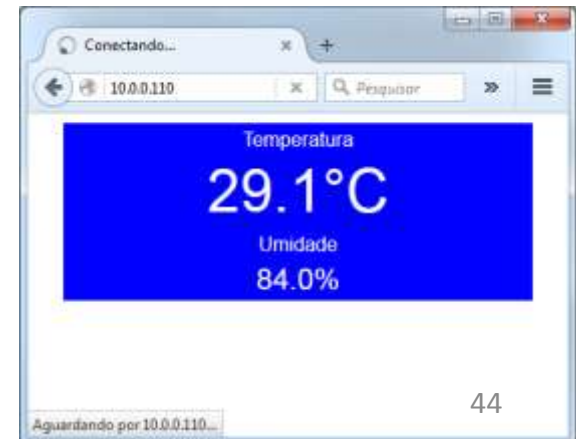 Conectando...
10.0.0.110
Pesquisar
Temperatura
29.1°C
Umidade
84.0%
44
Aguardando por 10.0.0.110...